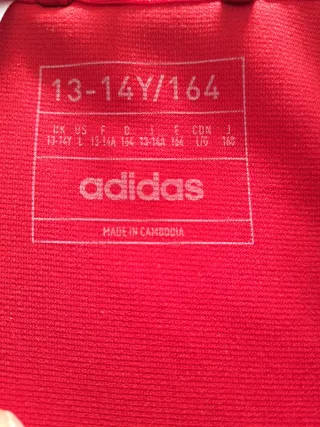 13-14Y/164
UK US F D I E CDN J
13-14Y L 13-14A 164 13-14A 164 L/G 160
adidas
MADE IN CAMBODIA